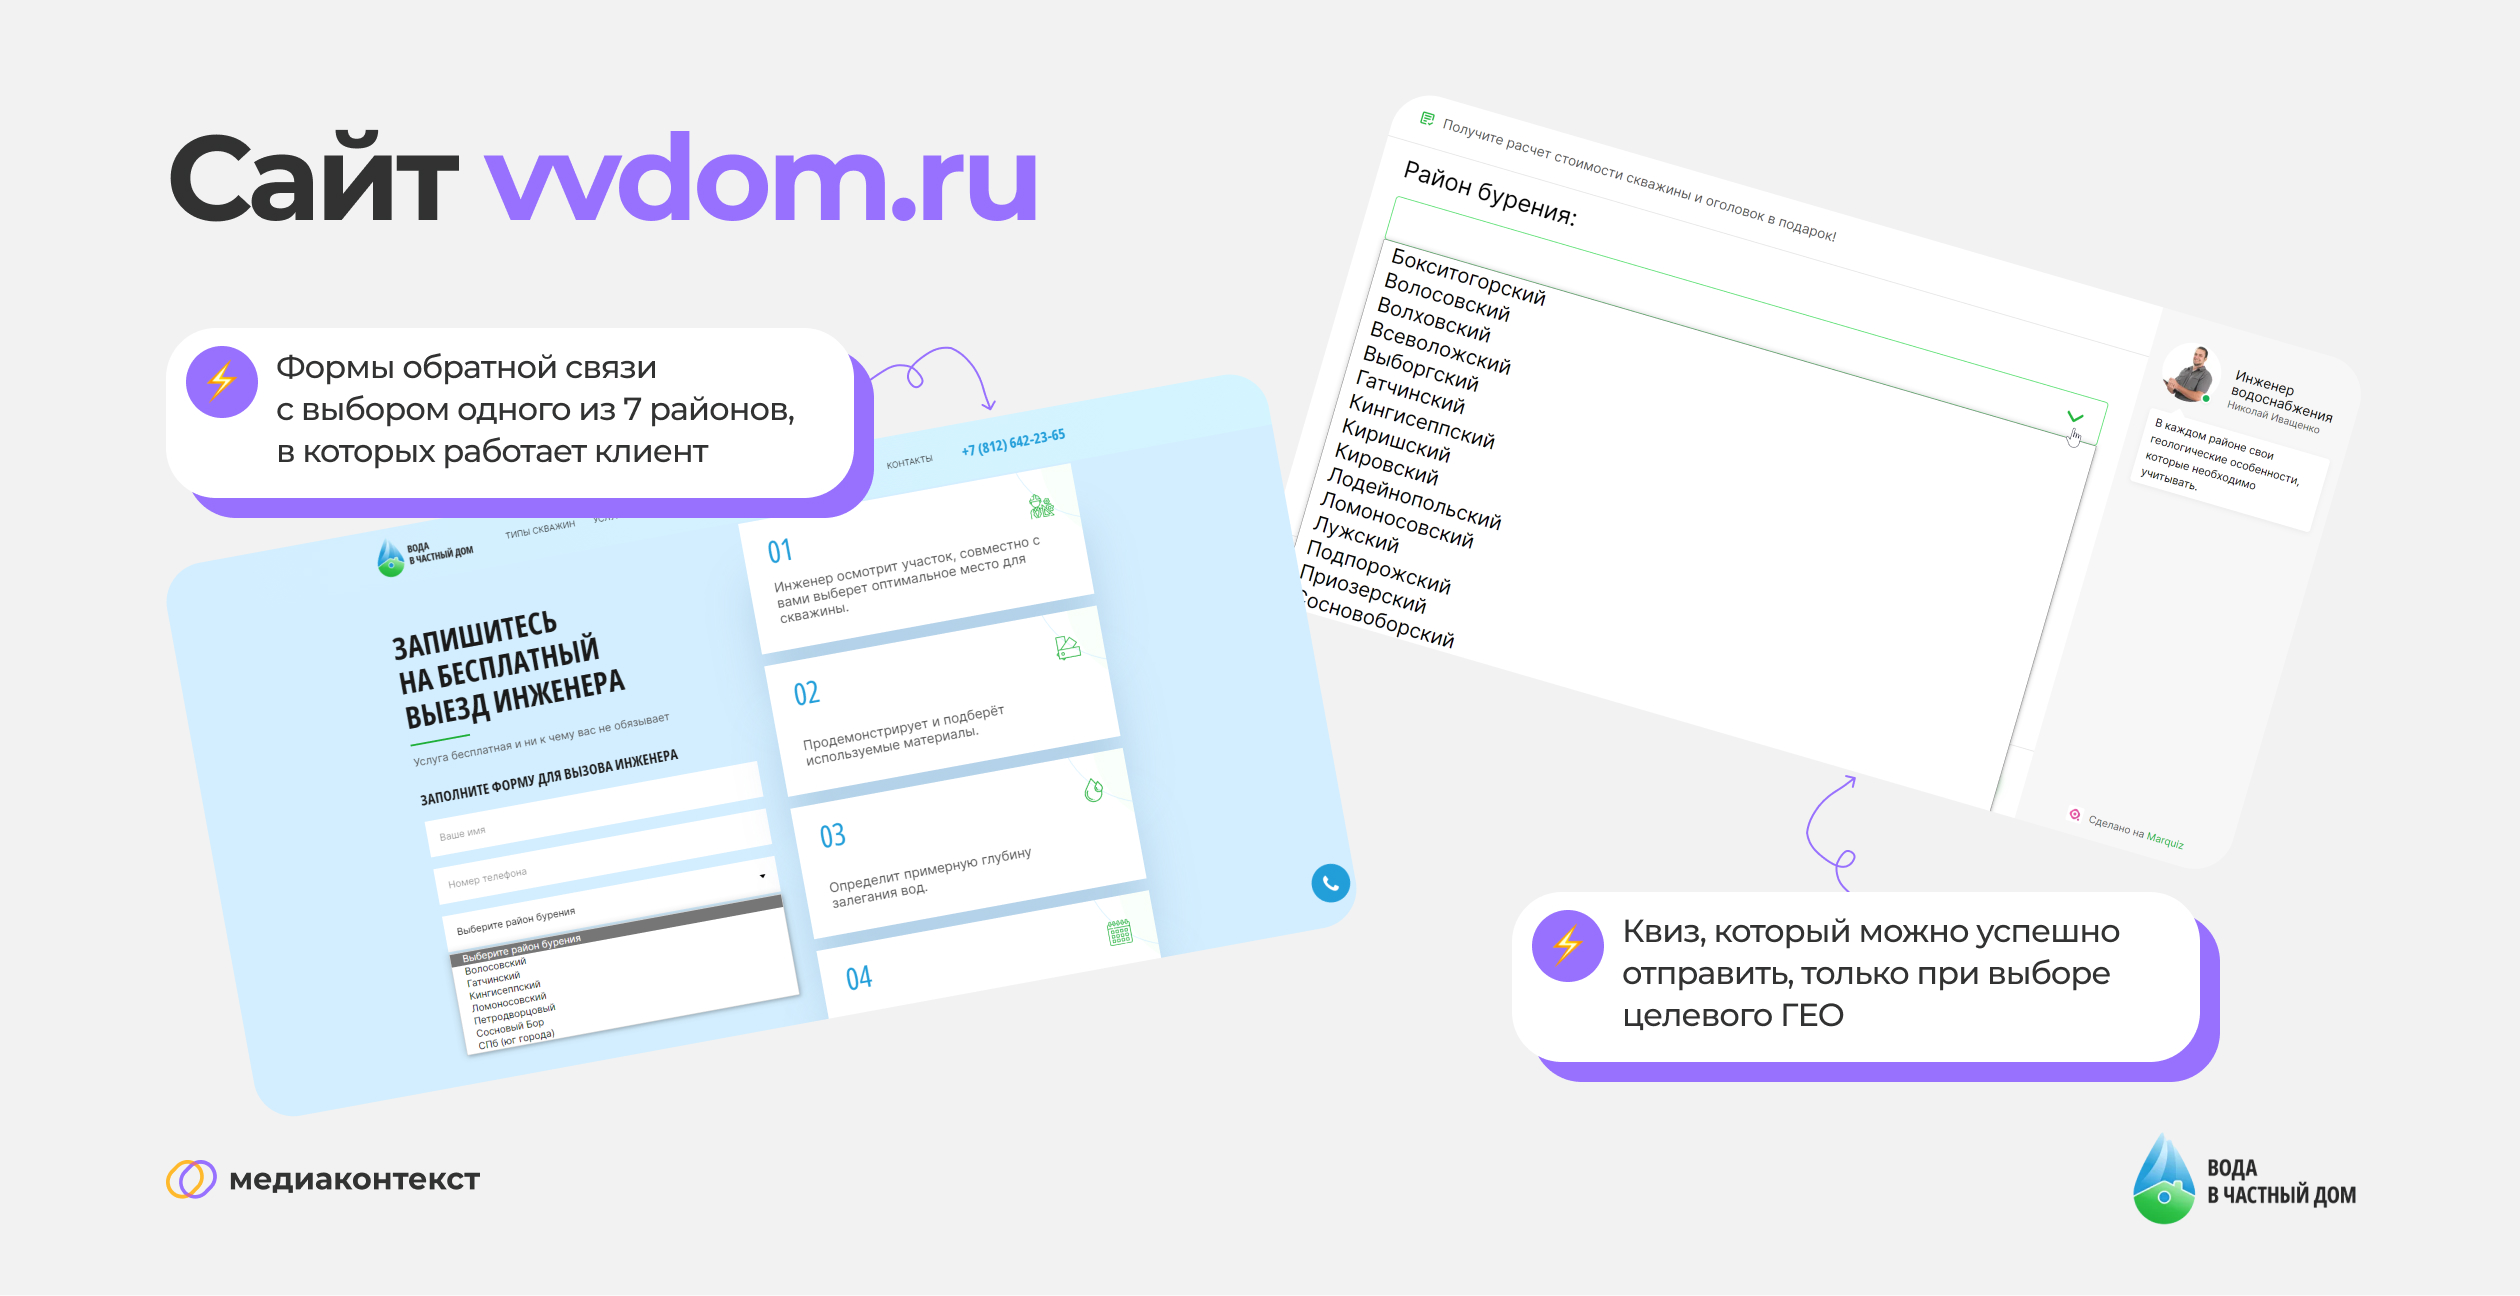 Сайт vvdom.ru
Формы обратной связи
с выбором одного из 7 районов,
в которых работает клиент
ВОДА
В ЧАСТНЫЙ ДОМ
ТИПЫ СКВАЖИН
КОНТАКТЫ
+7 (812) 642-23-65
ЗАПИШИТЕСЬ
НА БЕСПЛАТНЫЙ
ВЫЕЗД ИНЖЕНЕРА
Услуга бесплатная и ни к чему вас не обязывает
ЗАПОЛНИТЕ ФОРМУ ДЛЯ ВЫЗОВА ИНЖЕНЕРА
Ваше имя
Номер телефона
Выберите район бурения
Выберите район бурения
Волосовский
Гатчинский
Кингисеппский
Ломоносовский
Петродворцовый
Сосновый Бор
СПб (юг города)
01
Инженер осмотрит участок, совместно с
вами выберет оптимальное место для
скважины.
02
Продемонстрирует и подберёт
используемые материалы.
03
Определит примерную глубину
залегания вод.
04
Получите расчет стоимости скважины и оголовок в подарок!
Район бурения:
Бокситогорский
Волосовский
Волховский
Всеволожский
Выборгский
Гатчинский
Кингисеппский
Киришский
Кировский
Лодейнопольский
Ломоносовский
Лужский
Подпорожский
Приозерский
Сосновоборский
Инженер
водоснабжения
Николай Иващенко
В каждом районе свои
геологические особенности,
которые необходимо
учитывать.
Сделано на Marquiz
Квиз, который можно успешно
отправить, только при выборе
целевого ГЕО
медиаконтекст
ВОДА
В ЧАСТНЫЙ ДОМ